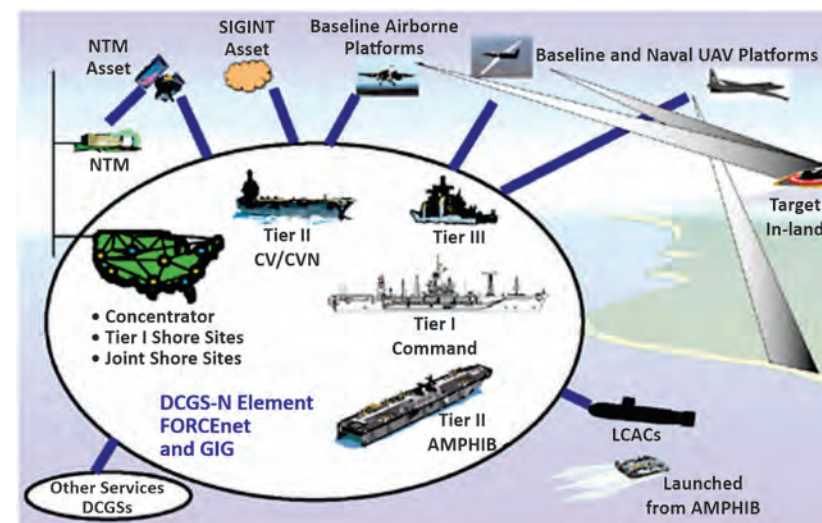 NTM
Asset
SIGINT
Asset
Baseline Airborne
Platforms
Baseline and Naval UAV Platforms
NTM
Target
In-land
Tier II
CV/CVN
Tier III
• Concentrator
• Tier I Shore Sites
• Joint Shore Sites
Tier I
Command
DCGS-N Element
FORCEnet
and GIG
Tier II
AMPHIB
LCACs
Launched
from AMPHIB
Other Services
DCGSs